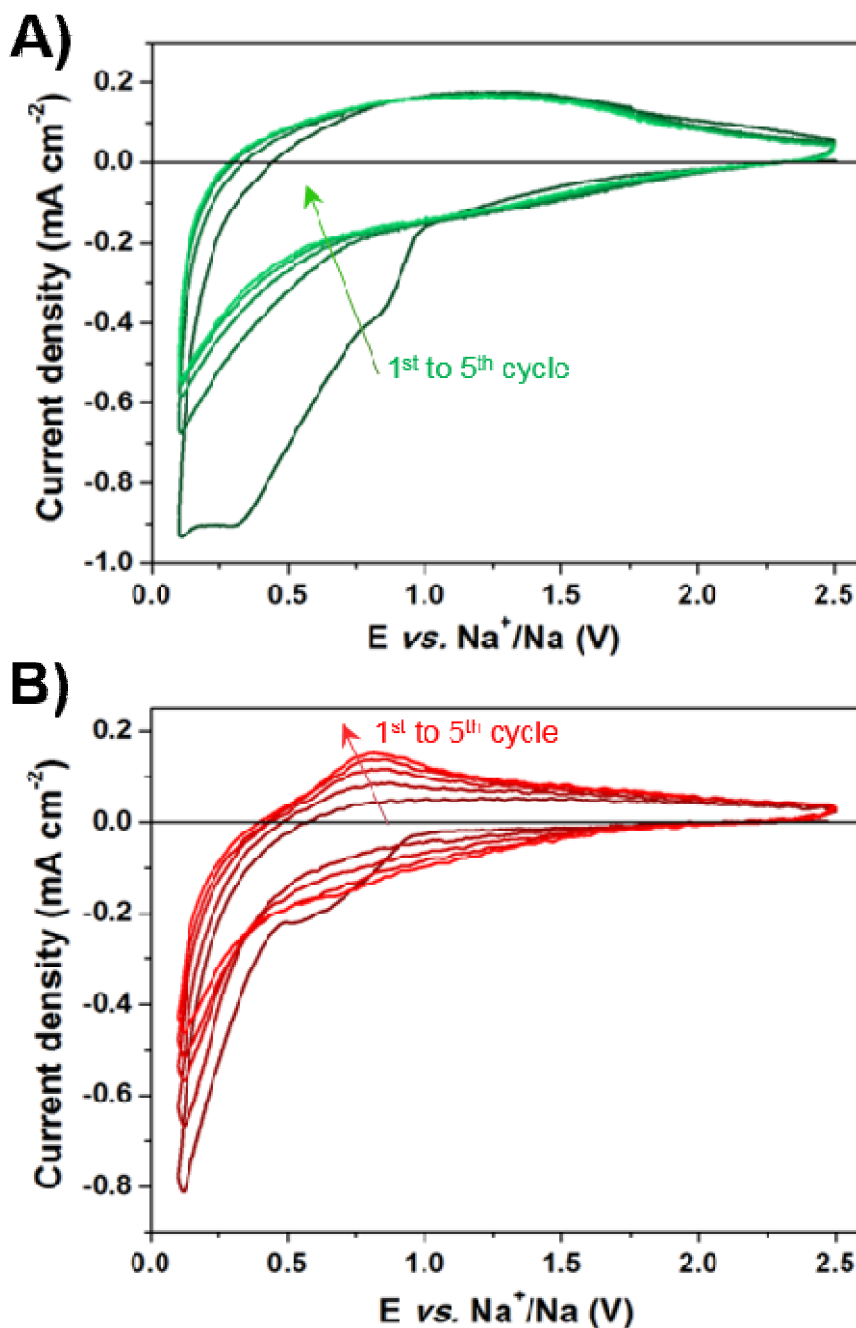 A)
0.2
0.0
-0.2
-0.4
-0.6
-0.8
-1.0
Current density (mA cm⁻²)
1st to 5th cycle
0.0 0.5 1.0 1.5 2.0 2.5
E vs. Na⁺/Na (V)
B)
0.2
0.0
-0.2
-0.4
-0.6
-0.8
Current density (mA cm⁻²)
1st to 5th cycle
0.0 0.5 1.0 1.5 2.0 2.5
E vs. Na⁺/Na (V)